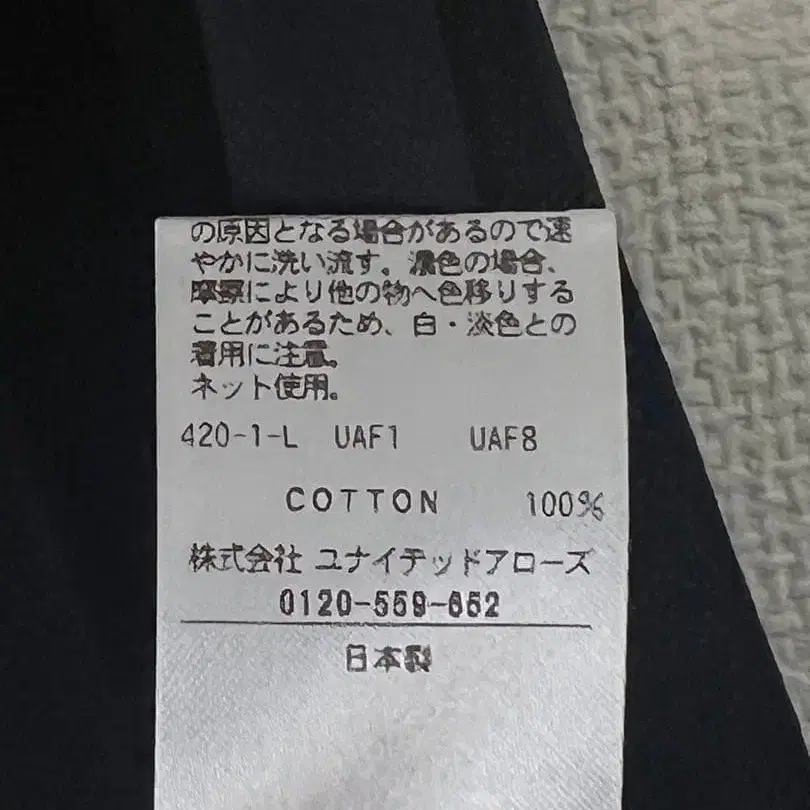 の原因となる場合があるので速
やかに洗い流す。濃色の場合、
摩擦により他の物へ色移りする
ことがあるため、白・淡色との
着用に注意。
ネット使用。
420-1-L UAF1 UAF8
COTTON 100%
株式会社 ユナイテッドアローズ
0120-559-652
日本製